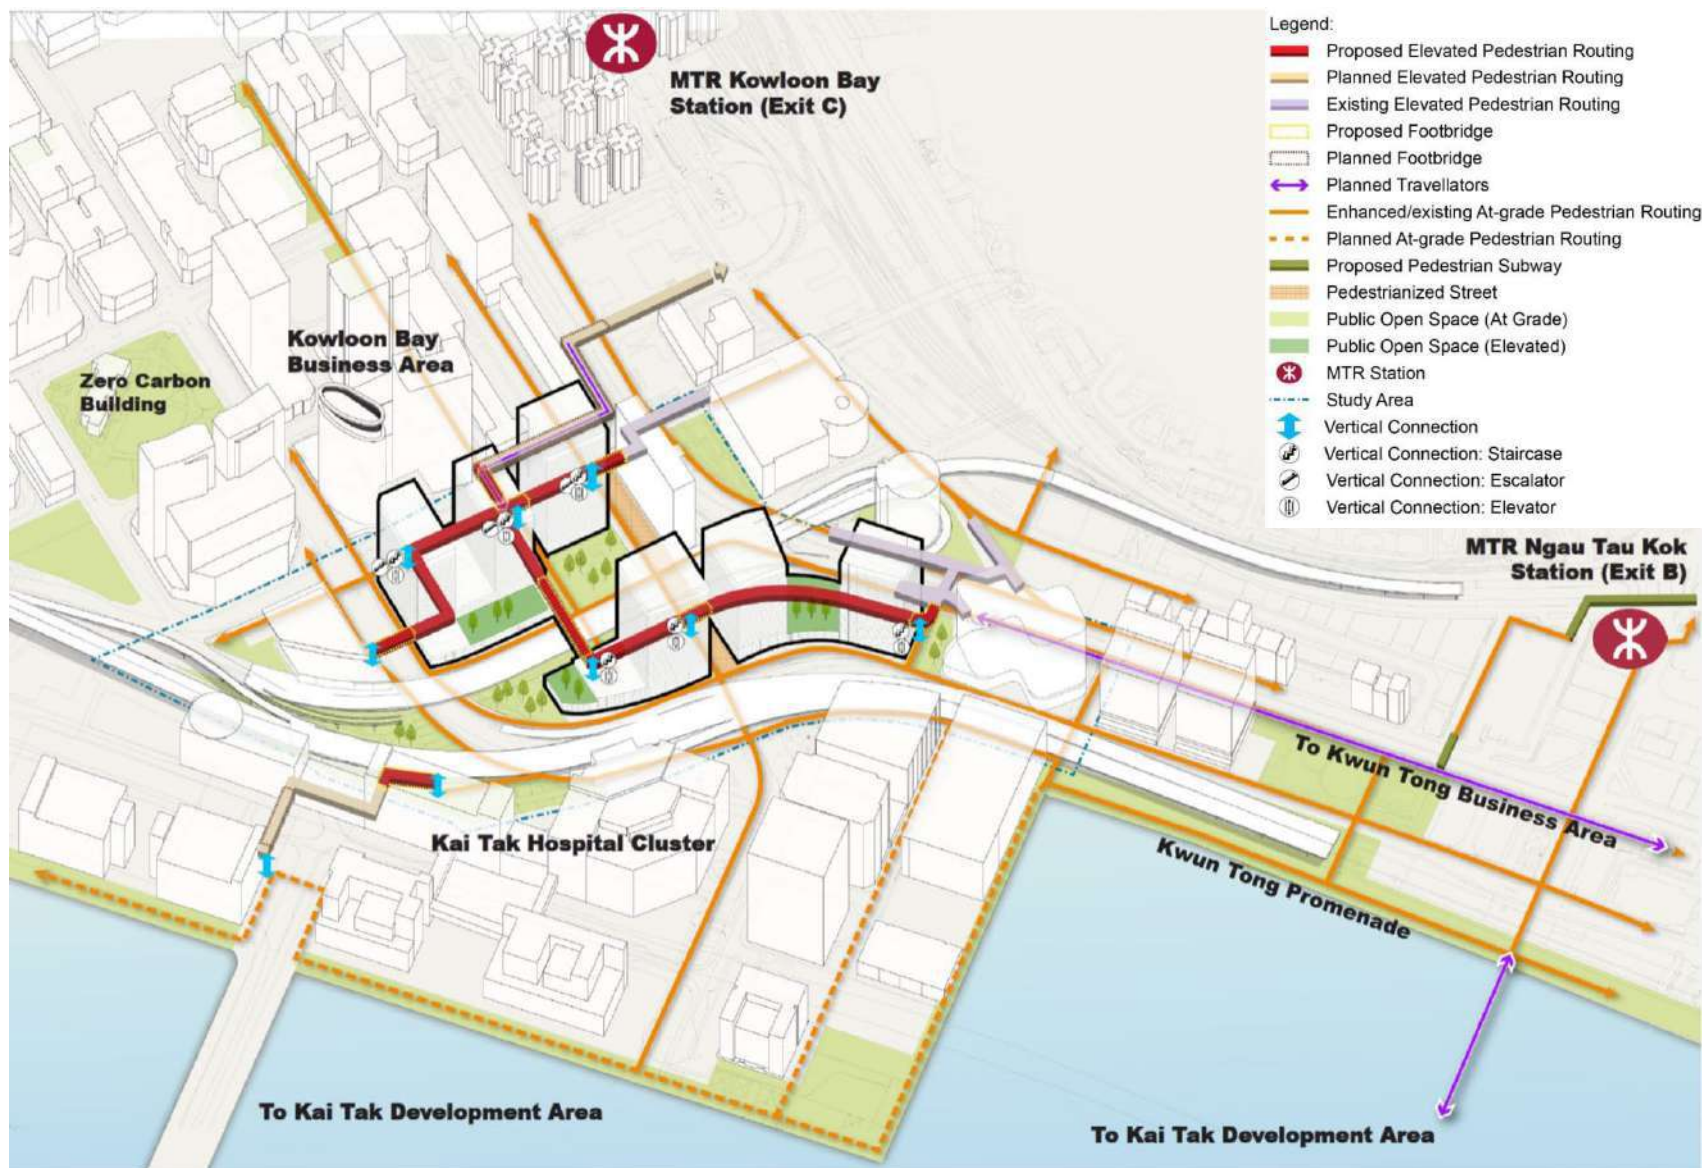 MTR Kowloon Bay
Station (Exit C)
Legend:
Proposed Elevated Pedestrian Routing
Planned Elevated Pedestrian Routing
Existing Elevated Pedestrian Routing
Proposed Footbridge
Planned Footbridge
Planned Travellators
Enhanced/existing At-grade Pedestrian Routing
Planned At-grade Pedestrian Routing
Proposed Pedestrian Subway
Pedestrianized Street
Public Open Space (At Grade)
Public Open Space (Elevated)
MTR Station
Study Area
Vertical Connection
Vertical Connection: Staircase
Vertical Connection: Escalator
Vertical Connection: Elevator
Kowloon Bay
Business Area
Zero Carbon
Building
MTR Ngau Tau Kok
Station (Exit B)
To Kwun Tong Business Area
Kwun Tong Promenade
Kai Tak Hospital Cluster
To Kai Tak Development Area
To Kai Tak Development Area